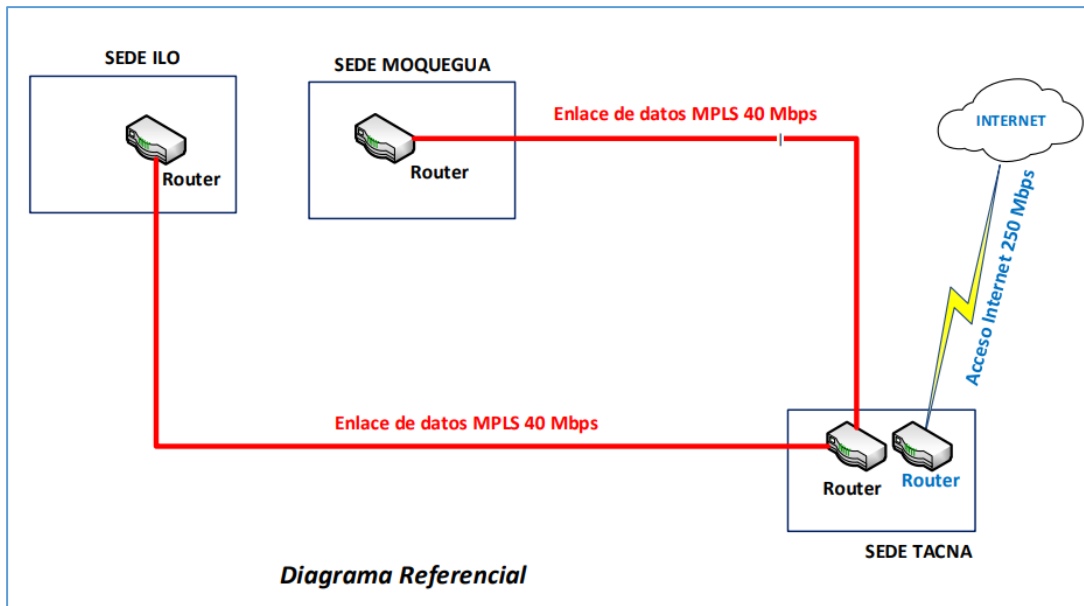 SEDE ILO
SEDE MOQUEGUA
Router
Router
Enlace de datos MPLS 40 Mbps
INTERNET
Acceso Internet 250 Mbps
Enlace de datos MPLS 40 Mbps
Router
Router
SEDE TACNA
Diagrama Referencial